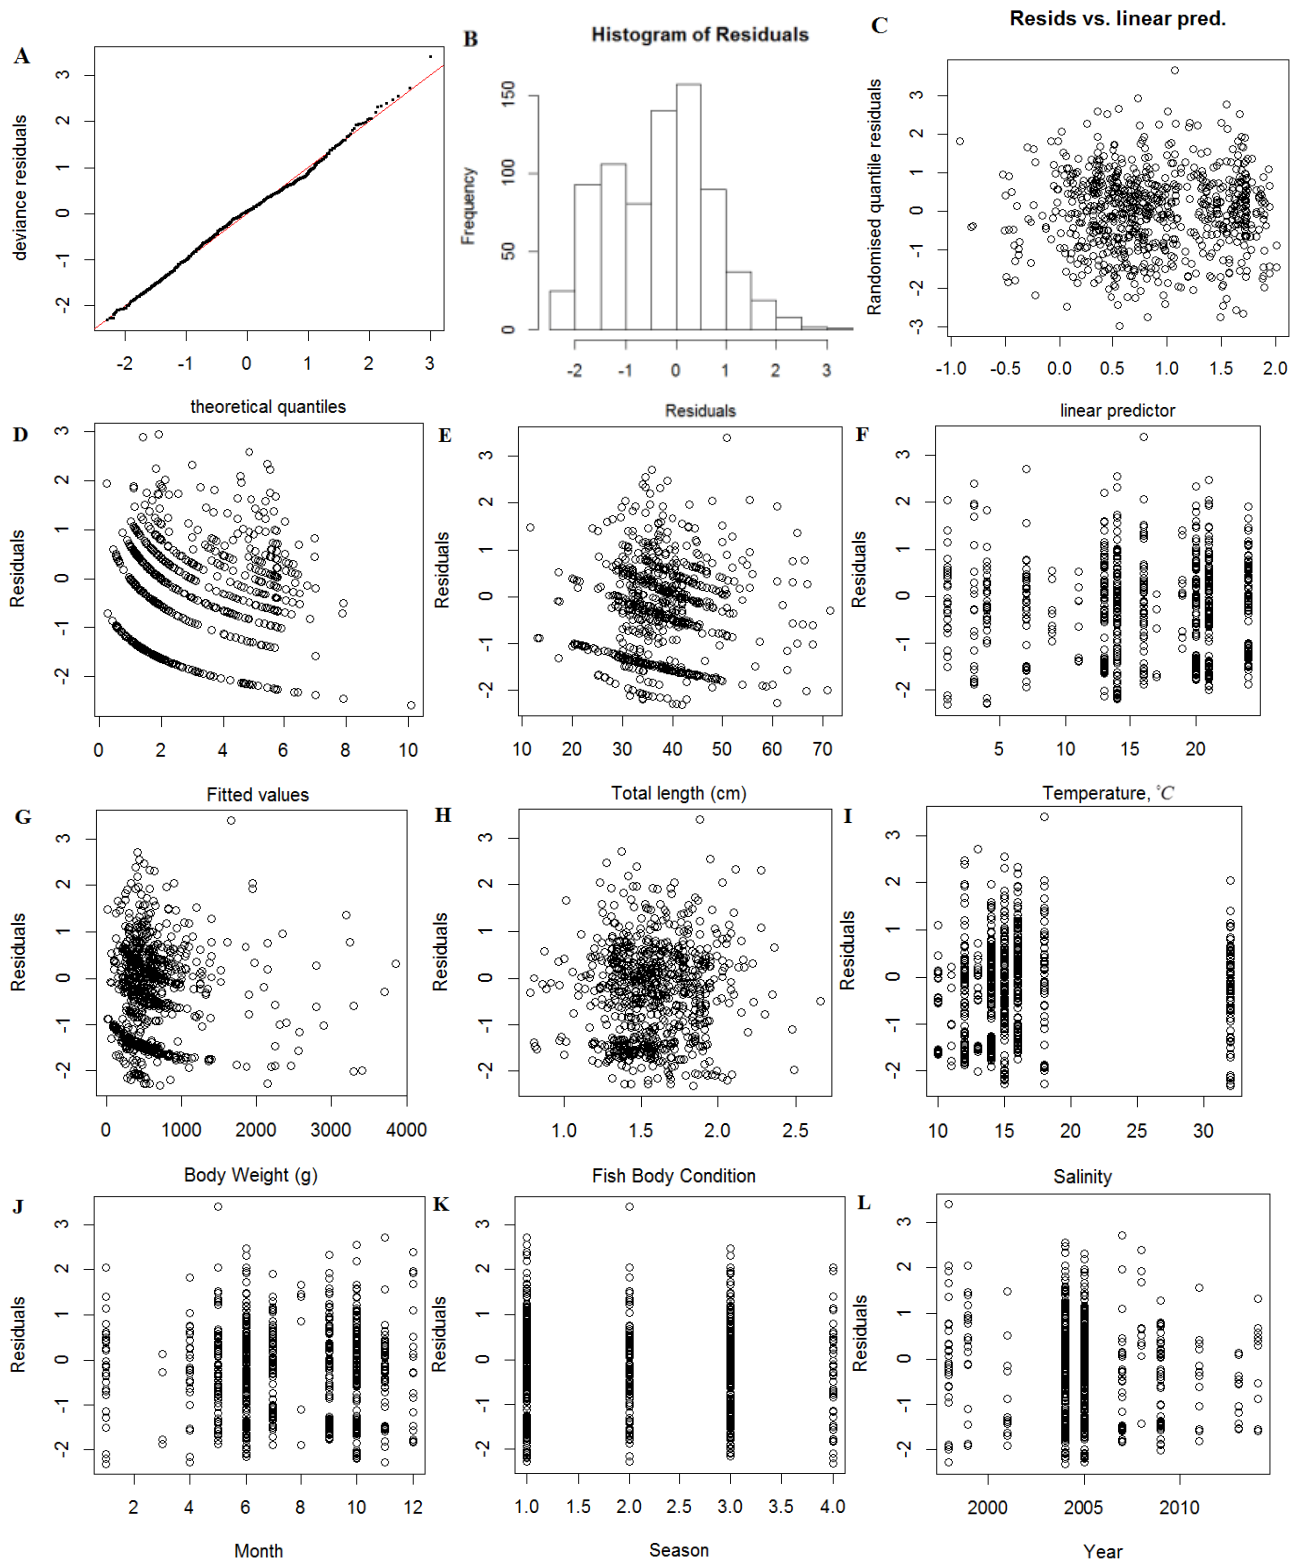 A
deviance residuals
3
2
1
0
-1
-2
-2 -1 0 1 2 3
theoretical quantiles
B
Histogram of Residuals
Frequency
150
100
50
0
-2 -1 0 1 2 3
Residuals
C
Resids vs. linear pred.
Randomised quantile residuals
3
2
1
0
-1
-2
-3
-1.0 -0.5 0.0 0.5 1.0 1.5 2.0
linear predictor
D
Residuals
3
2
1
0
-1
-2
0 2 4 6 8 10
Fitted values
E
Residuals
3
2
1
0
-1
-2
10 20 30 40 50 60 70
Total length (cm)
F
Residuals
3
2
1
0
-1
-2
5 10 15 20
Temperature, °C
G
Residuals
3
2
1
0
-1
-2
0 1000 2000 3000 4000
Body Weight (g)
H
Residuals
3
2
1
0
-1
-2
1.0 1.5 2.0 2.5
Fish Body Condition
I
Residuals
3
2
1
0
-1
-2
10 15 20 25 30
Salinity
J
Residuals
3
2
1
0
-1
-2
2 4 6 8 10 12
Month
K
Residuals
3
2
1
0
-1
-2
1.0 1.5 2.0 2.5 3.0 3.5 4.0
Season
L
Residuals
3
2
1
0
-1
-2
2000 2005 2010
Year